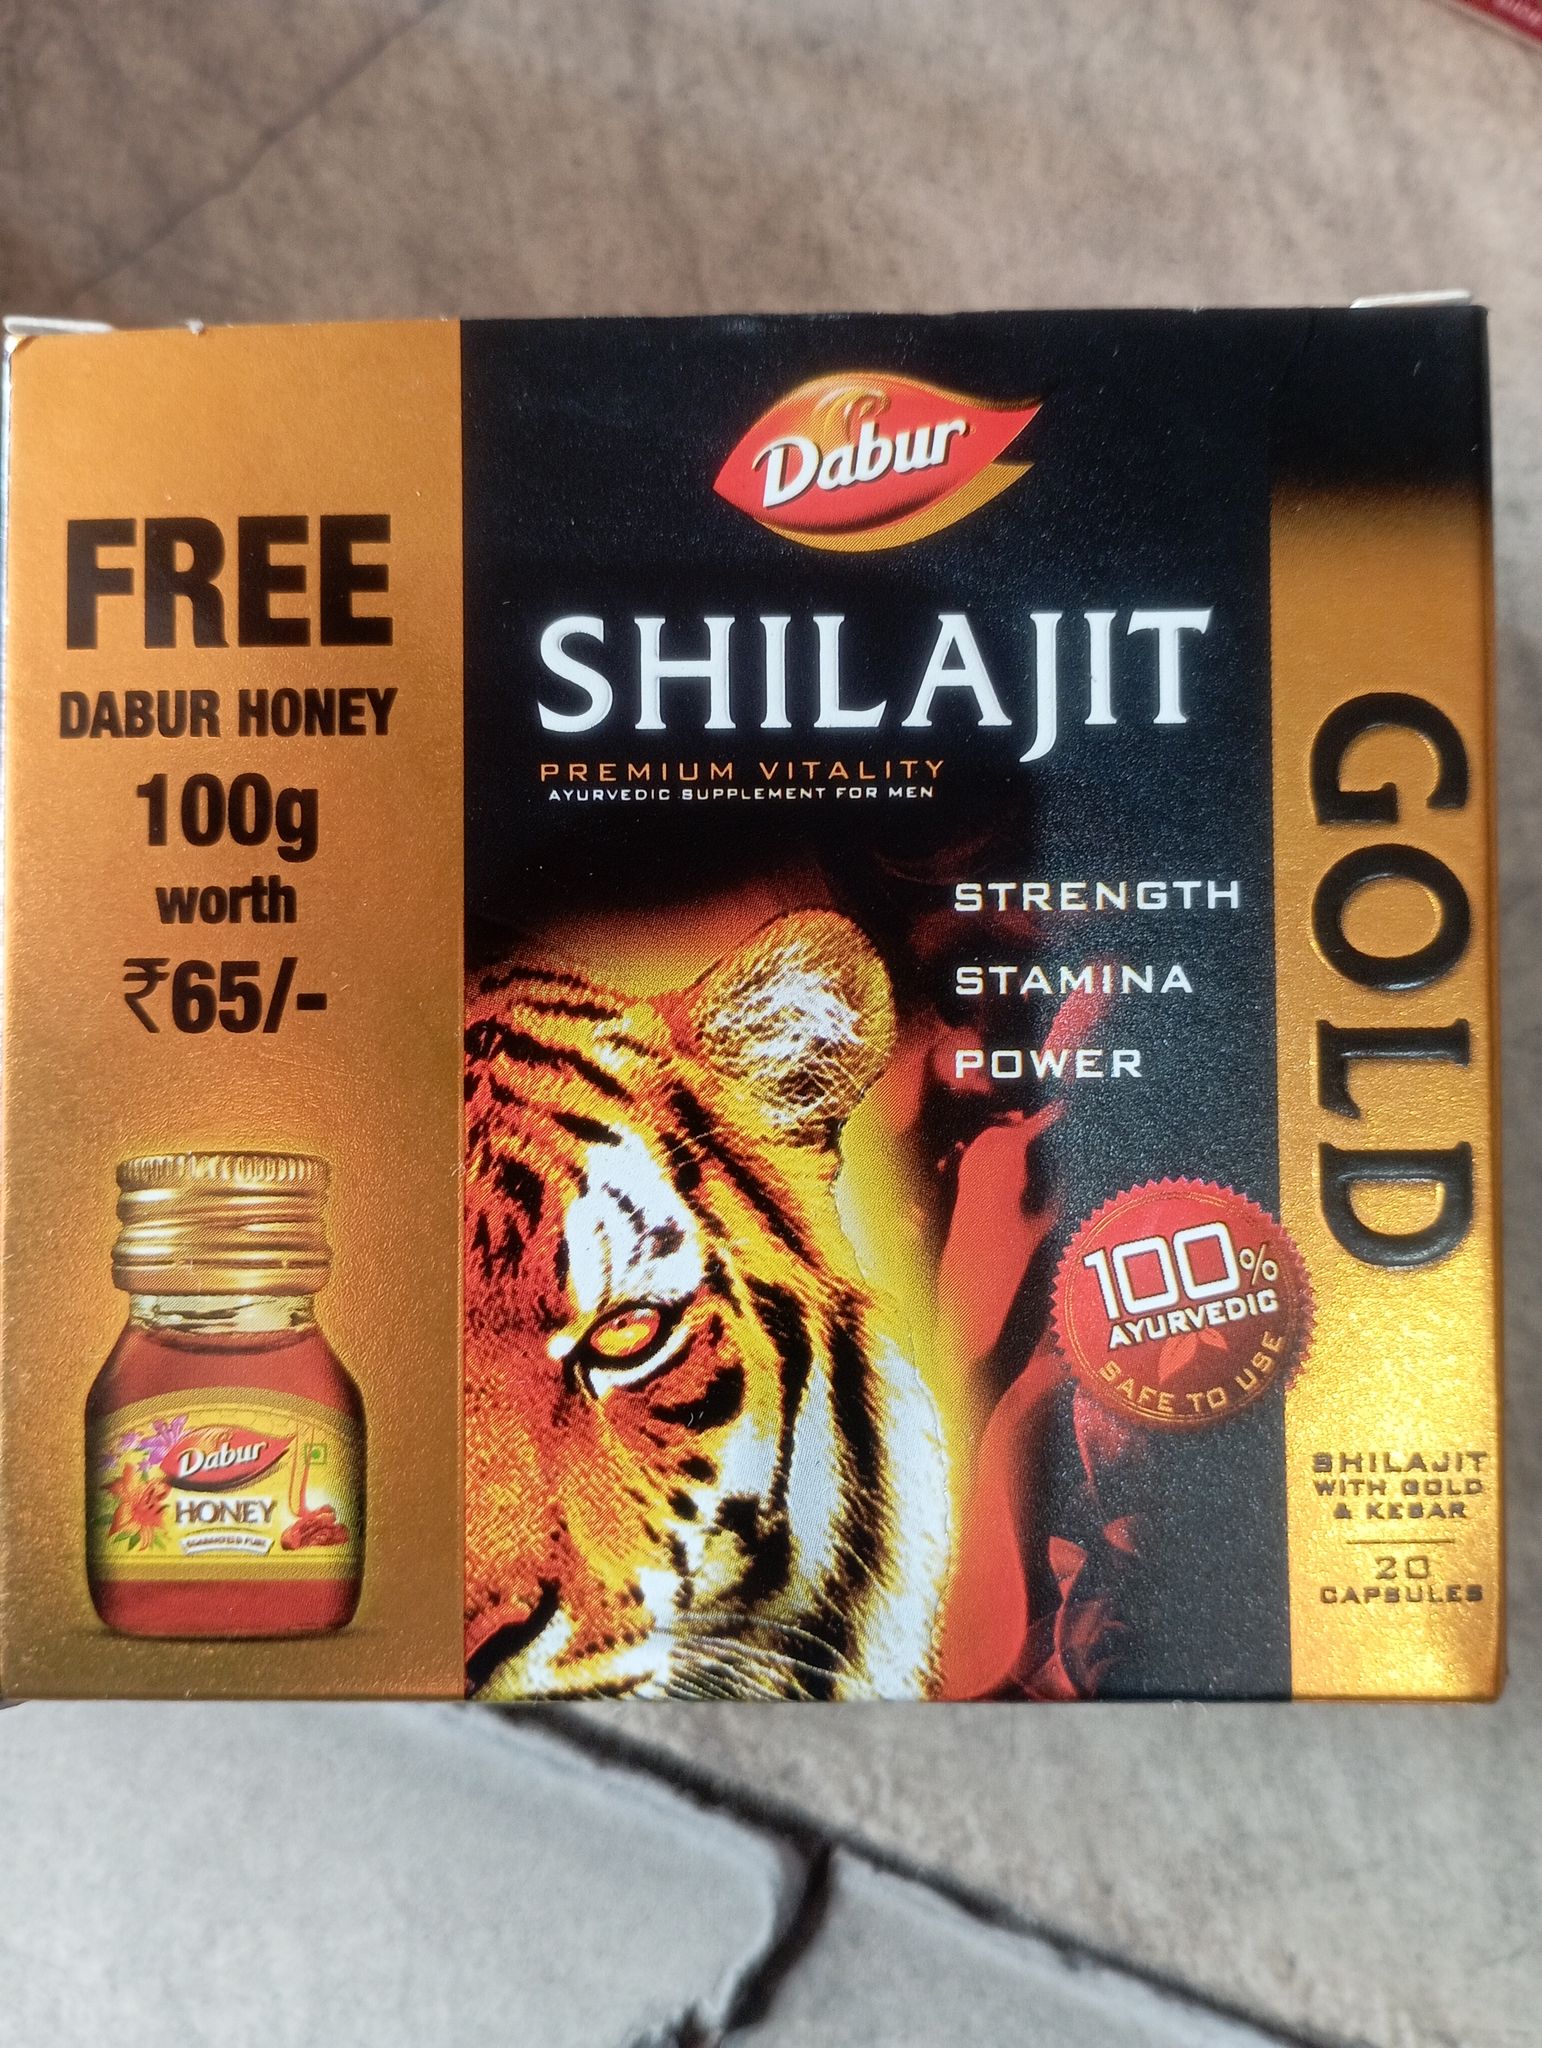 FREE
DABUR HONEY
100g
worth
₹65/-
Dabur
HONEY
Dabur
SHILAJIT
PREMIUM VITALITY
AYURVEDIC SUPPLEMENT FOR MEN
STRENGTH
STAMINA
POWER
100%
AYURVEDIC
SAFE TO USE
GOLD
SHILAJIT
WITH GOLD
& KESAR
20
CAPSULES